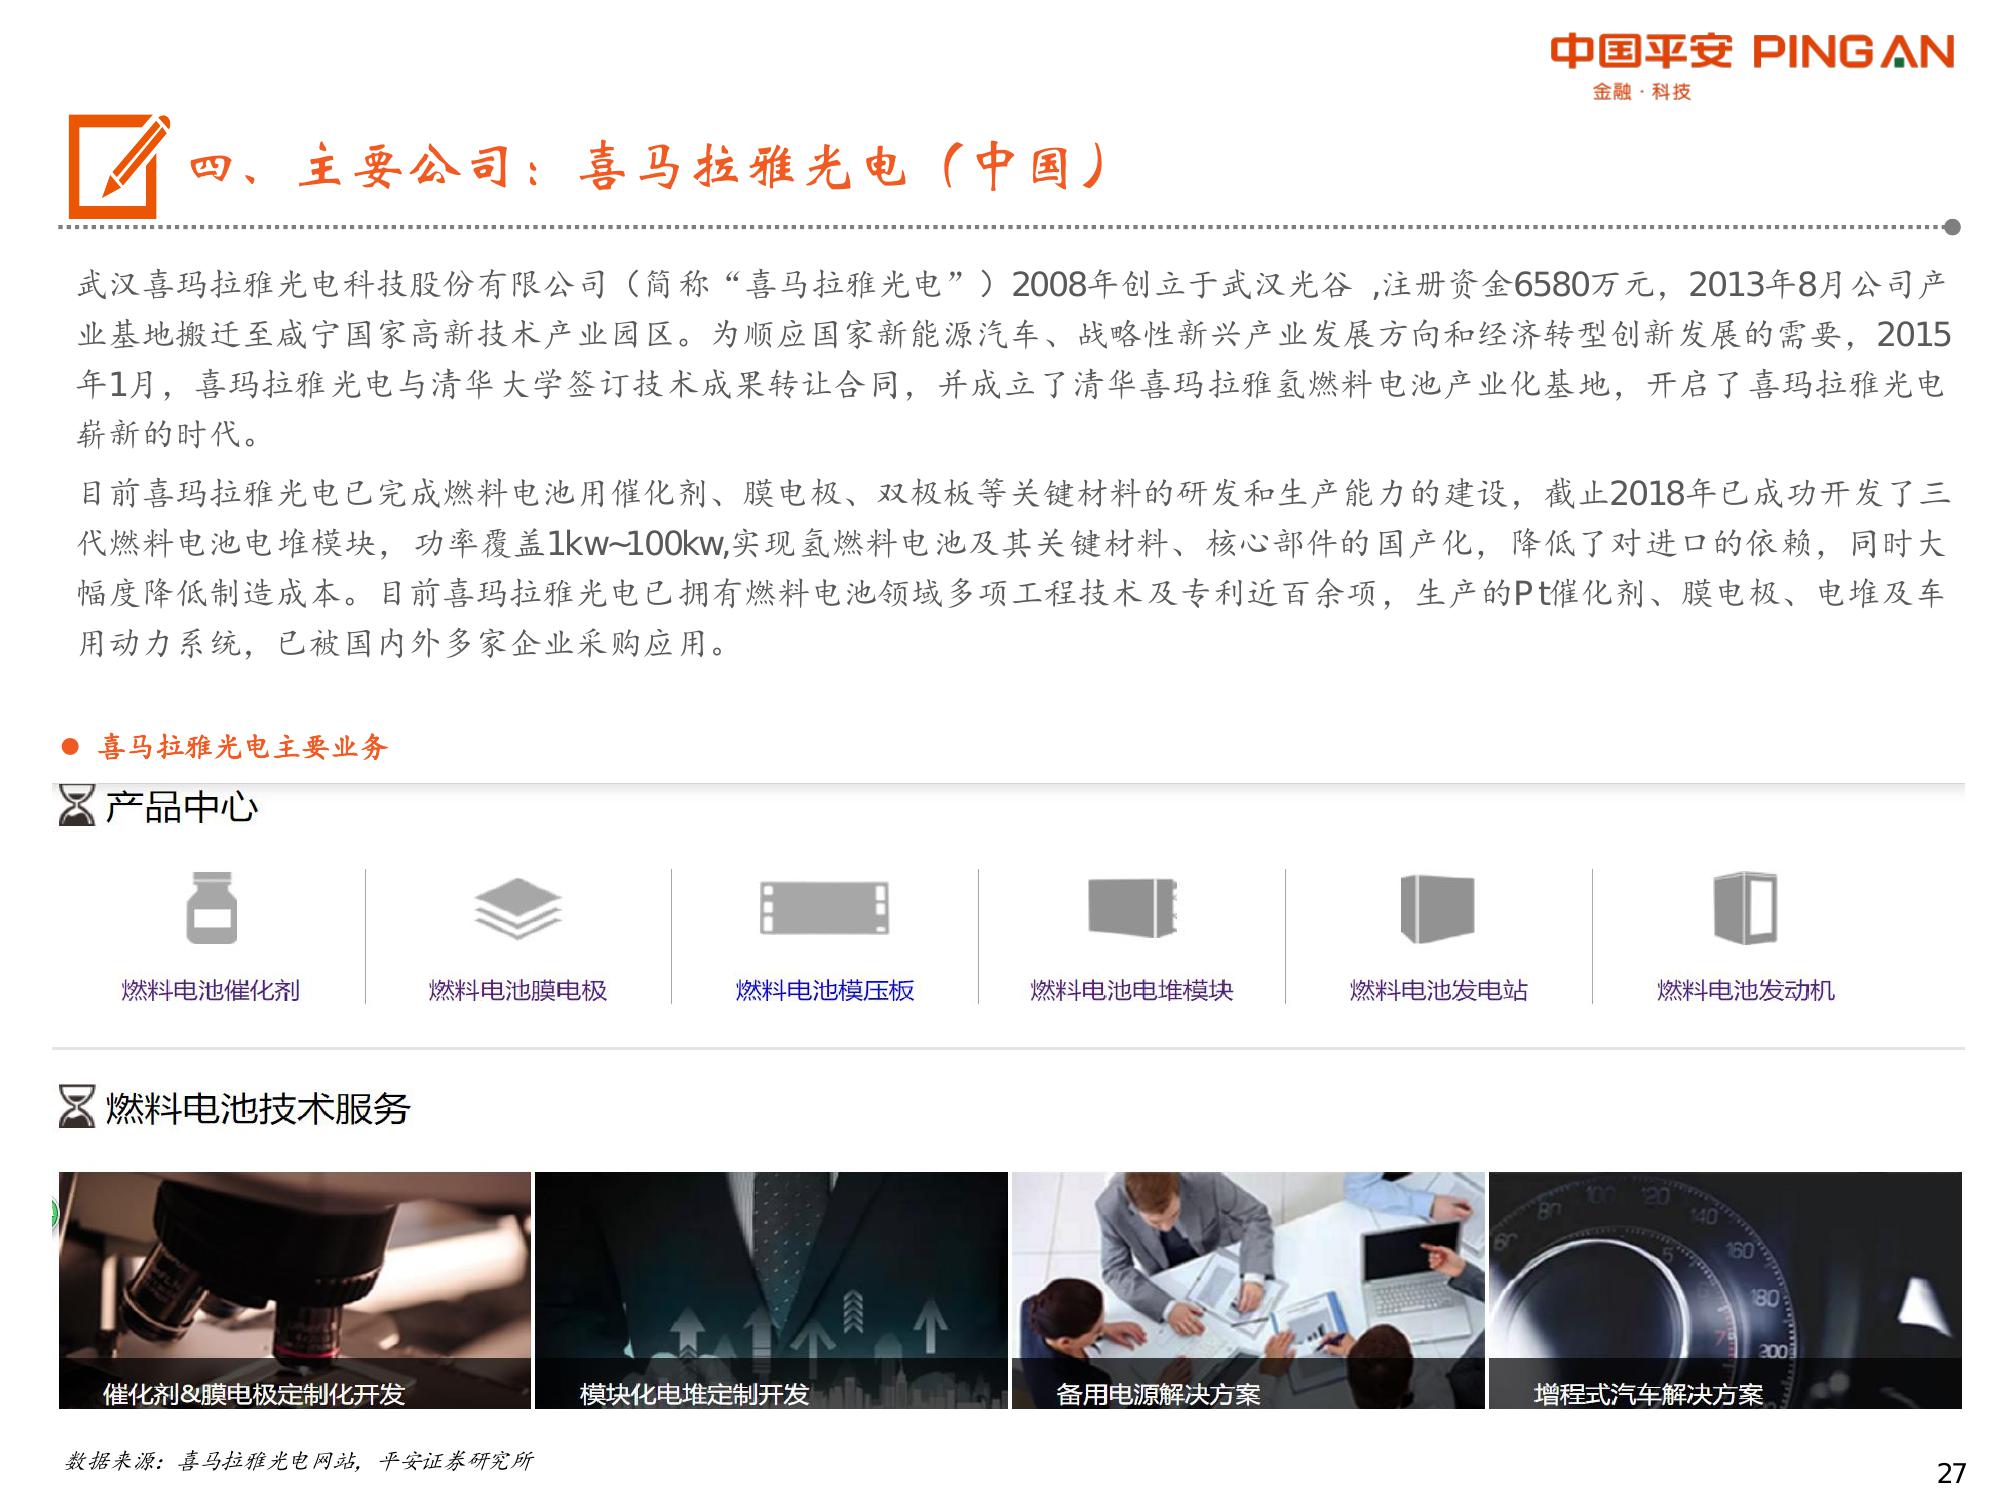 中国平安 PINGAN
金融·科技
四、主要公司：喜马拉雅光电（中国）
武汉喜玛拉雅光电科技股份有限公司（简称“喜马拉雅光电”）2008年创立于武汉光谷 ,注册资金6580万元，2013年8月公司产
业基地搬迁至咸宁国家高新技术产业园区。为顺应国家新能源汽车、战略性新兴产业发展方向和经济转型创新发展的需要，2015
年1月，喜玛拉雅光电与清华大学签订技术成果转让合同，并成立了清华喜玛拉雅氢燃料电池产业化基地，开启了喜玛拉雅光电
崭新的时代。
目前喜玛拉雅光电已完成燃料电池用催化剂、膜电极、双极板等关键材料的研发和生产能力的建设，截止2018年已成功开发了三
代燃料电池电堆模块，功率覆盖1kw~100kw,实现氢燃料电池及其关键材料、核心部件的国产化，降低了对进口的依赖，同时大
幅度降低制造成本。目前喜玛拉雅光电已拥有燃料电池领域多项工程技术及专利近百余项，生产的Pt催化剂、膜电极、电堆及车
用动力系统，已被国内外多家企业采购应用。
喜马拉雅光电主要业务
产品中心
燃料电池催化剂
燃料电池膜电极
燃料电池模压板
燃料电池电堆模块
燃料电池发电站
燃料电池发动机
燃料电池技术服务
80 100 120 140 160 180 200
催化剂&膜电极定制化开发
模块化电堆定制开发
备用电源解决方案
增程式汽车解决方案
数据来源：喜马拉雅光电网站，平安证券研究所
27